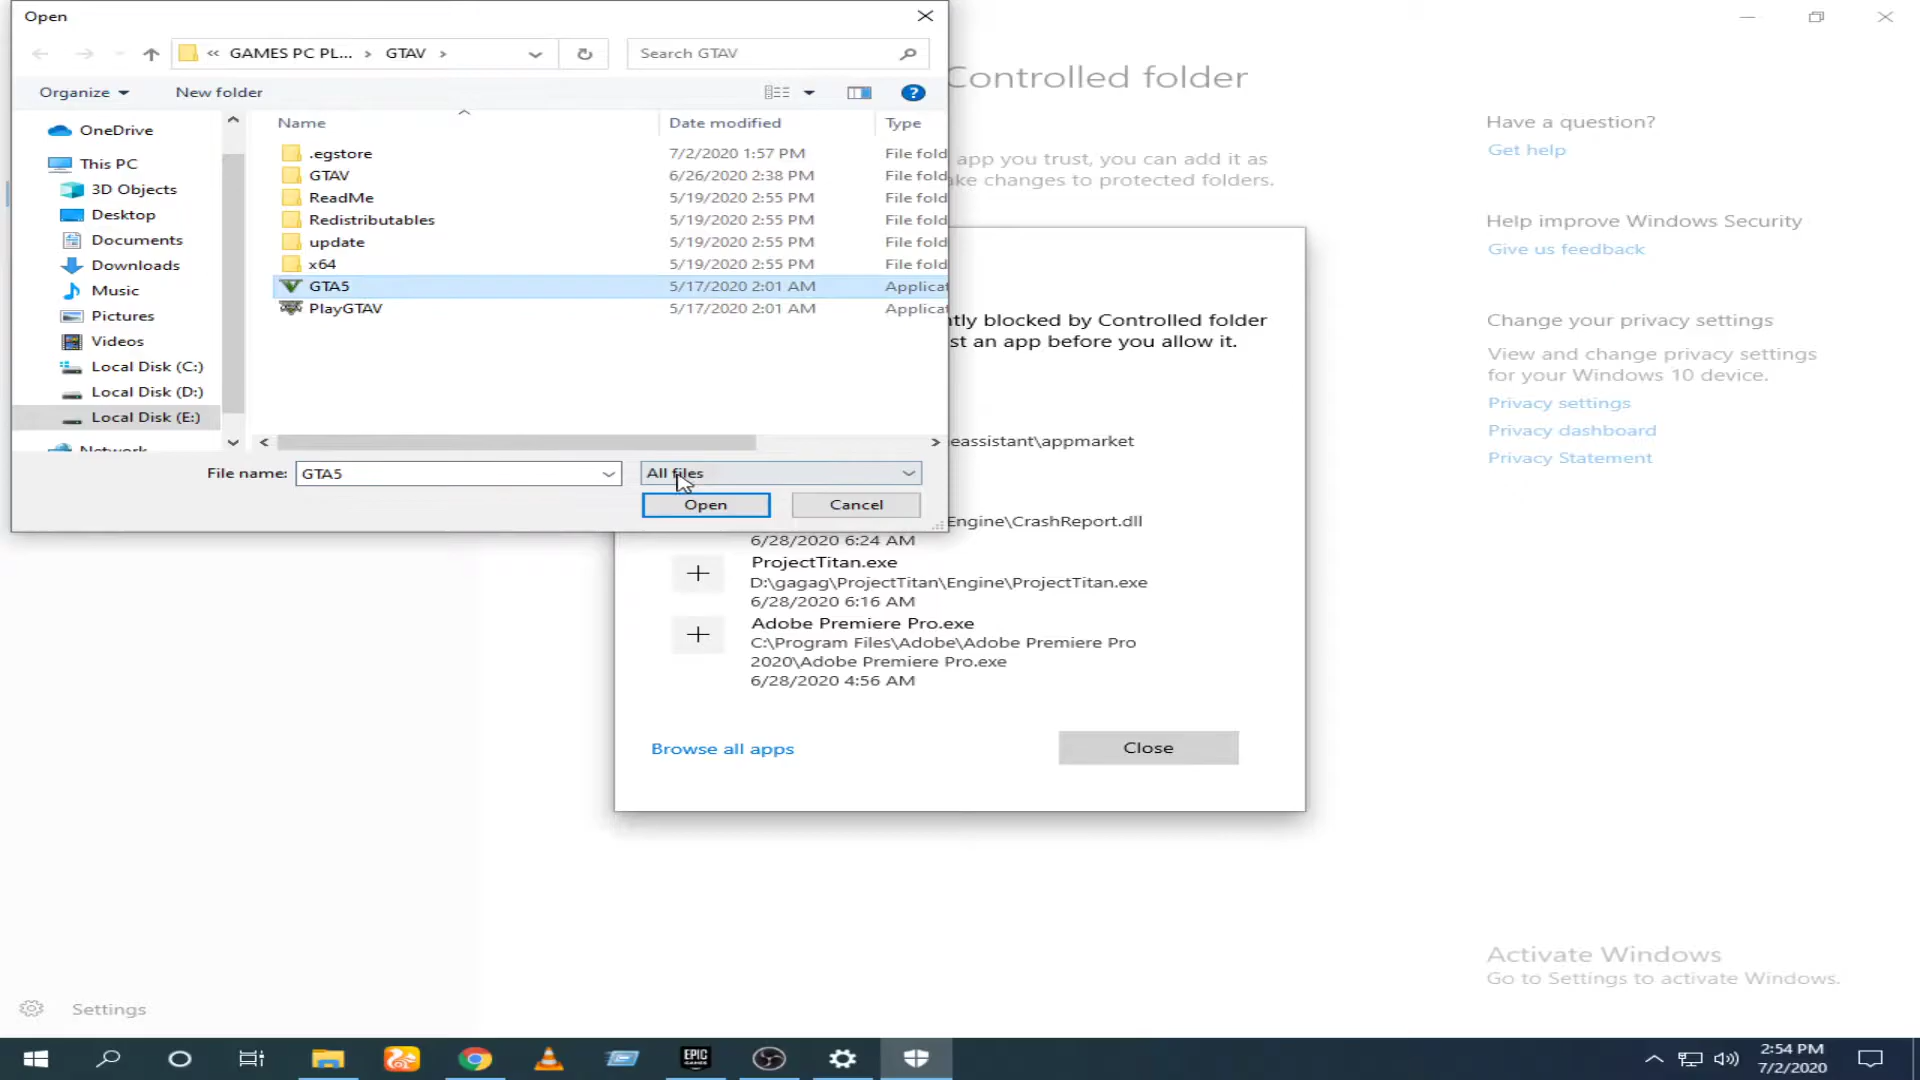 Open
« GAMES PC PL... > GTAV >
Search GTAV
Organize
New folder
?
OneDrive
This PC
3D Objects
Desktop
Documents
Downloads
Music
Pictures
Videos
Local Disk (C:)
Local Disk (D:)
Local Disk (E:)
Network
Name
Date modified
Type
.egstore
7/2/2020 1:57 PM
File fold
GTAV
6/26/2020 2:38 PM
File fold
ReadMe
5/19/2020 2:55 PM
File fold
Redistributables
5/19/2020 2:55 PM
File fold
update
5/19/2020 2:55 PM
File fold
x64
5/19/2020 2:55 PM
File fold
GTA5
5/17/2020 2:01 AM
Applicat
PlayGTAV
5/17/2020 2:01 AM
Applicat
File name:
GTA5
All files
Open
Cancel
Controlled folder
app you trust, you can add it as
ke changes to protected folders.
tly blocked by Controlled folder
st an app before you allow it.
eassistant\appmarket
Engine\CrashReport.dll
6/28/2020 6:24 AM
ProjectTitan.exe
D:\gagag\ProjectTitan\Engine\ProjectTitan.exe
6/28/2020 6:16 AM
Adobe Premiere Pro.exe
C:\Program Files\Adobe\Adobe Premiere Pro
2020\Adobe Premiere Pro.exe
6/28/2020 4:56 AM
Browse all apps
Close
Have a question?
Get help
Help improve Windows Security
Give us feedback
Change your privacy settings
View and change privacy settings
for your Windows 10 device.
Privacy settings
Privacy dashboard
Privacy Statement
Activate Windows
Go to Settings to activate Windows.
Settings
EPIC
GAMES
2:54 PM
7/2/2020